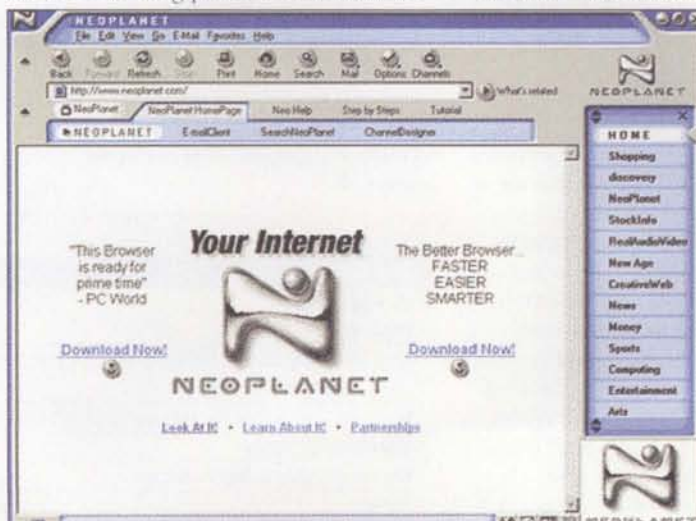 NEOPLANET
File Edit View Go E-Mail Favorites Help
Back Forward Refresh Stop Print Home Search Mail Options Channels
http://www.neoplanet.com/
What's related
NEOPLANET
NeoPlanet NeoPlanet HomePage Neo Help Step by Steps Tutorial
NEOPLANET E-mailClient SearchNeoPlanet ChannelDesigner
HOME
Shopping
discovery
NeoPlanet
StockInfo
RealAudioVideo
New Age
CreativeWeb
News
Money
Sports
Computing
Entertainment
Arts
"This Browser
is ready for
prime time"
- PC World
Download Now!
Your Internet
NEOPLANET
The Better Browser...
FASTER
EASIER
SMARTER
Download Now!
Look At It! • Learn About It! • Partnerships
NEOPLANET